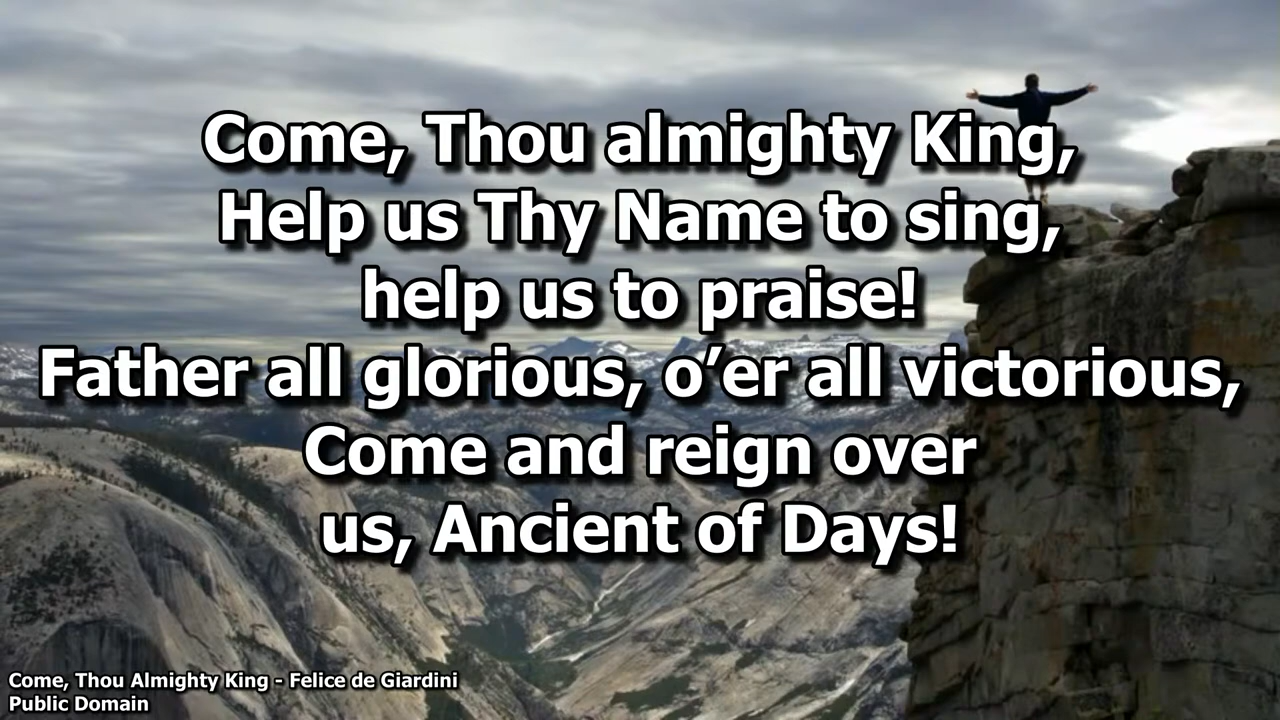 Come, Thou almighty King,
Help us Thy Name to sing,
help us to praise!
Father all glorious, o’er all victorious,
Come and reign over
us, Ancient of Days!
Come, Thou Almighty King - Felice de Giardini
Public Domain